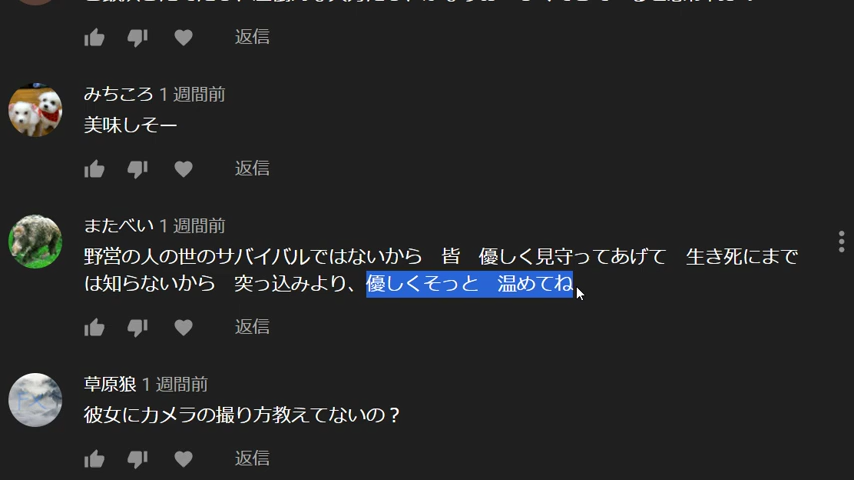 返信
みちころ 1 週間前
美味しそー
返信
またべい 1 週間前
野営の人の世のサバイバルではないから　皆　優しく見守ってあげて　生き死にまで
は知らないから　突っ込みより、優しくそっと　温めてね
返信
草原狼 1 週間前
彼女にカメラの撮り方教えてないの？
返信